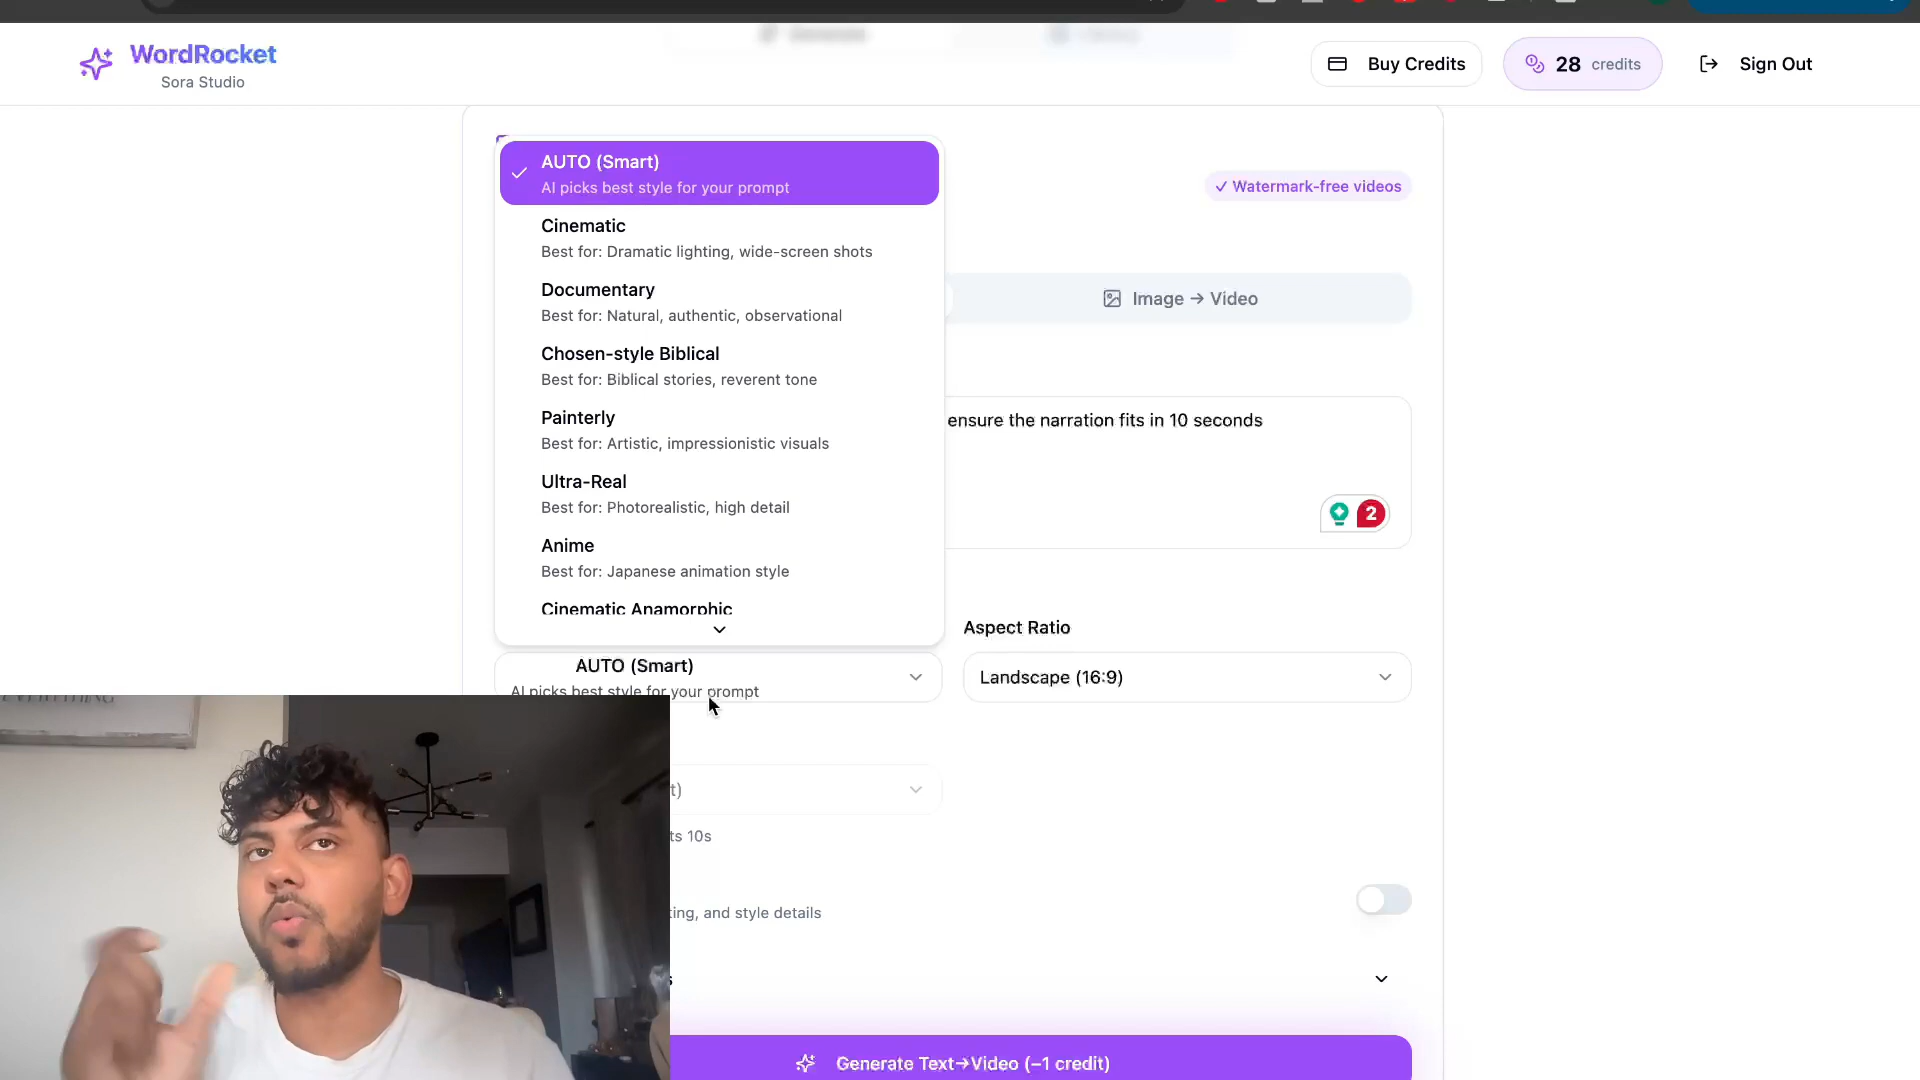 WordRocket
Sora Studio
Buy Credits
28 credits
Sign Out
AUTO (Smart)
AI picks best style for your prompt
✓ Watermark-free videos
Cinematic
Best for: Dramatic lighting, wide-screen shots
Documentary
Best for: Natural, authentic, observational
Image → Video
Chosen-style Biblical
Best for: Biblical stories, reverent tone
Painterly
Best for: Artistic, impressionistic visuals
ensure the narration fits in 10 seconds
Ultra-Real
Best for: Photorealistic, high detail
2
Anime
Best for: Japanese animation style
Cinematic Anamorphic
Aspect Ratio
AUTO (Smart)
AI picks best style for your prompt
Landscape (16:9)
t)
ts 10s
ting, and style details
Generate Text→Video (−1 credit)